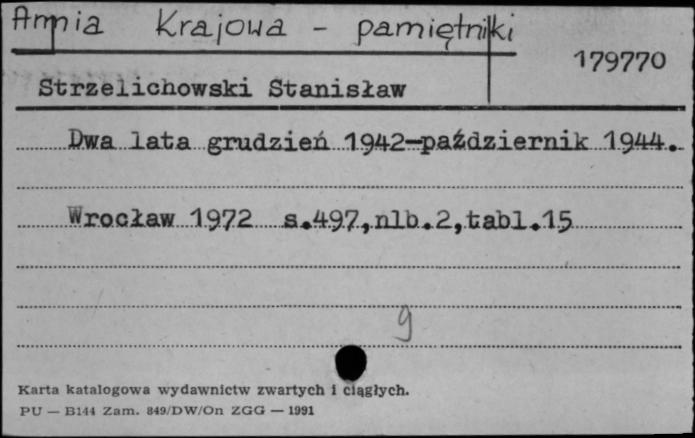 Armia Krajowa - pamiętniki
179770
Strzelichowski Stanisław
Dwa lata grudzień 1942-październik 1944.
Wrocław 1972 s.497,nlb.2,tabl.15
9
Karta katalogowa wydawnictw zwartych i ciągłych.
PU — B144 Zam. 849/DW/On ZGG — 1991